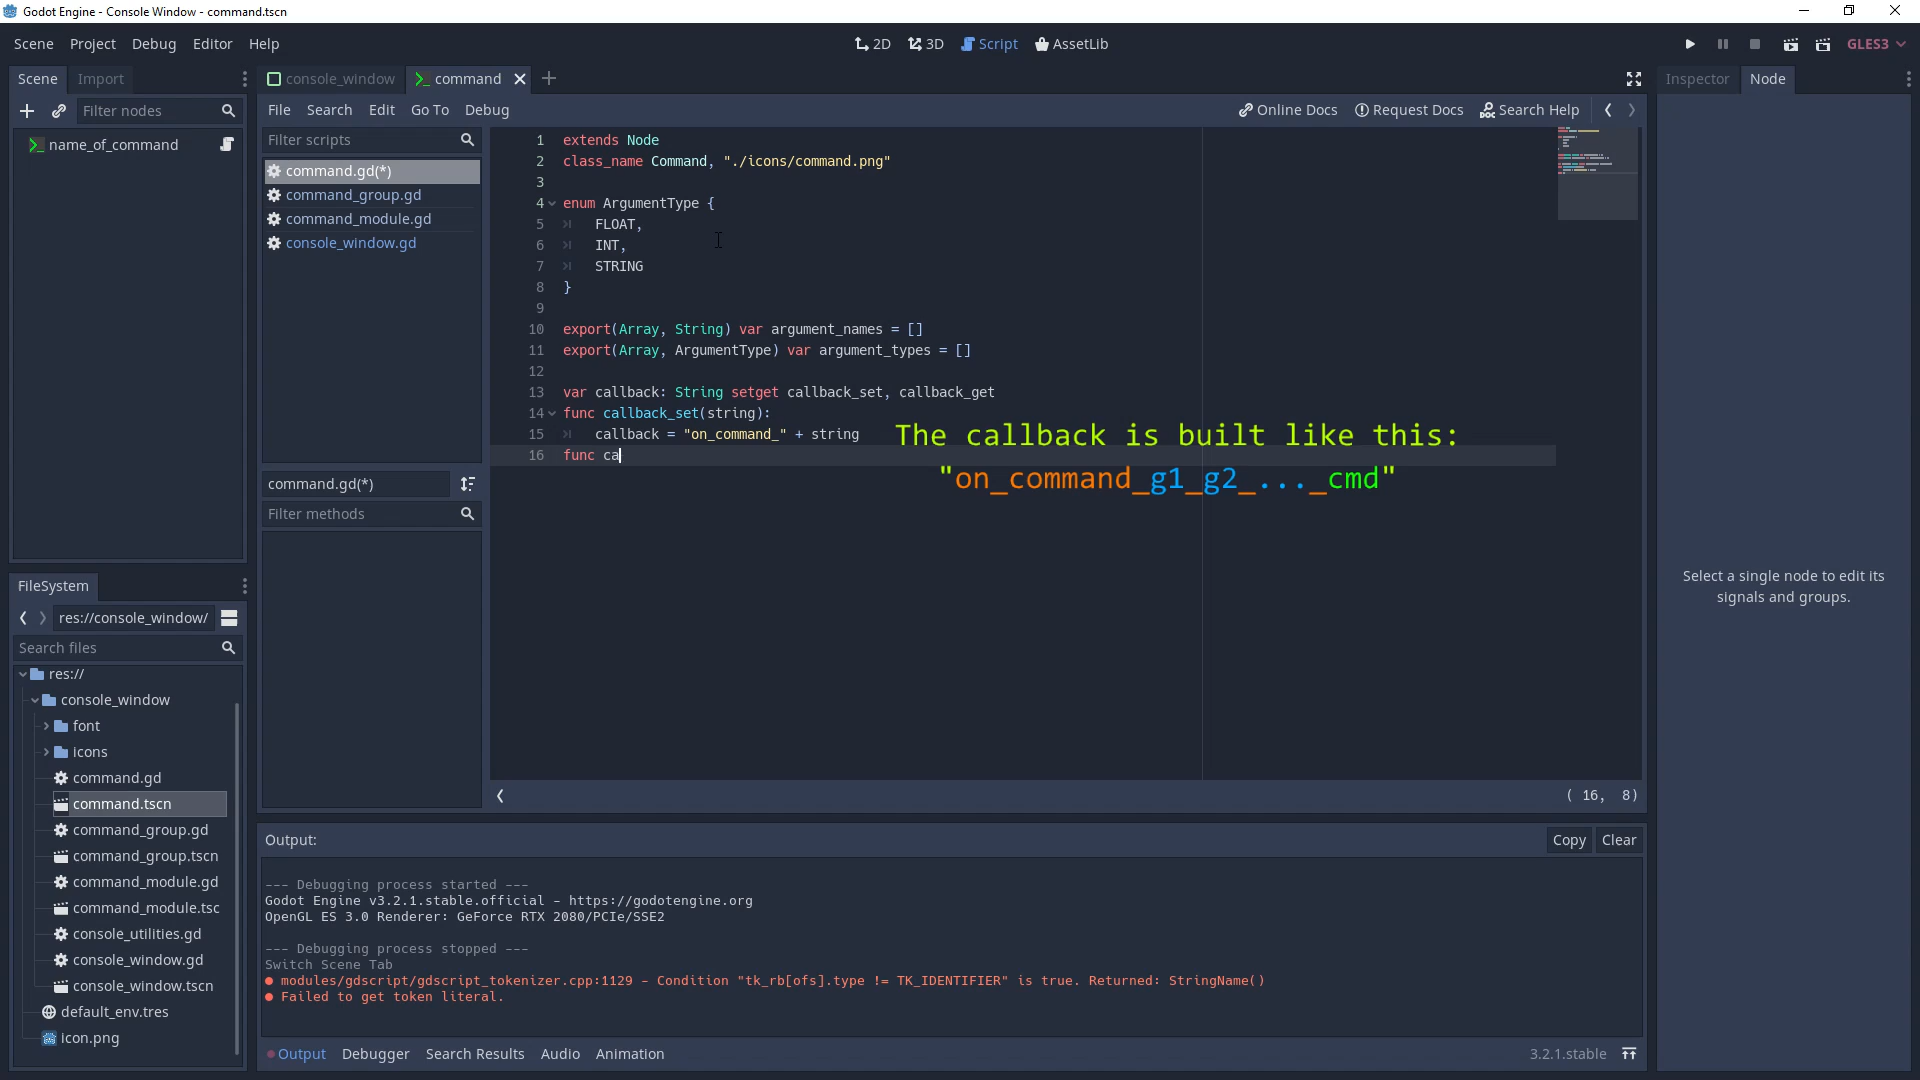 Godot Engine - Console Window - command.tscn
Scene Project Debug Editor Help
2D 3D Script AssetLib
GLES3
Scene Import
Filter nodes
name_of_command
console_window command
File Search Edit Go To Debug
Online Docs Request Docs Search Help
Filter scripts
command.gd(*)
command_group.gd
command_module.gd
console_window.gd
command.gd(*)
Filter methods
1 extends Node
2 class_name Command, "./icons/command.png"
3
4 enum ArgumentType {
5 FLOAT,
6 INT,
7 STRING
8 }
9
10 export(Array, String) var argument_names = []
11 export(Array, ArgumentType) var argument_types = []
12
13 var callback: String setget callback_set, callback_get
14 func callback_set(string):
15 callback = "on_command_" + string
16 func ca
The callback is built like this:
"on_command_g1_g2_..._cmd"
( 16, 8)
Inspector Node
Select a single node to edit its
signals and groups.
FileSystem
res://console_window/
Search files
res://
console_window
font
icons
command.gd
command.tscn
command_group.gd
command_group.tscn
command_module.gd
command_module.tsc
console_utilities.gd
console_window.gd
console_window.tscn
default_env.tres
icon.png
Output:
Copy Clear
--- Debugging process started ---
Godot Engine v3.2.1.stable.official - https://godotengine.org
OpenGL ES 3.0 Renderer: GeForce RTX 2080/PCIe/SSE2
--- Debugging process stopped ---
Switch Scene Tab
modules/gdscript/gdscript_tokenizer.cpp:1129 - Condition "tk_rb[ofs].type != TK_IDENTIFIER" is true. Returned: StringName()
Failed to get token literal.
Output Debugger Search Results Audio Animation
3.2.1.stable